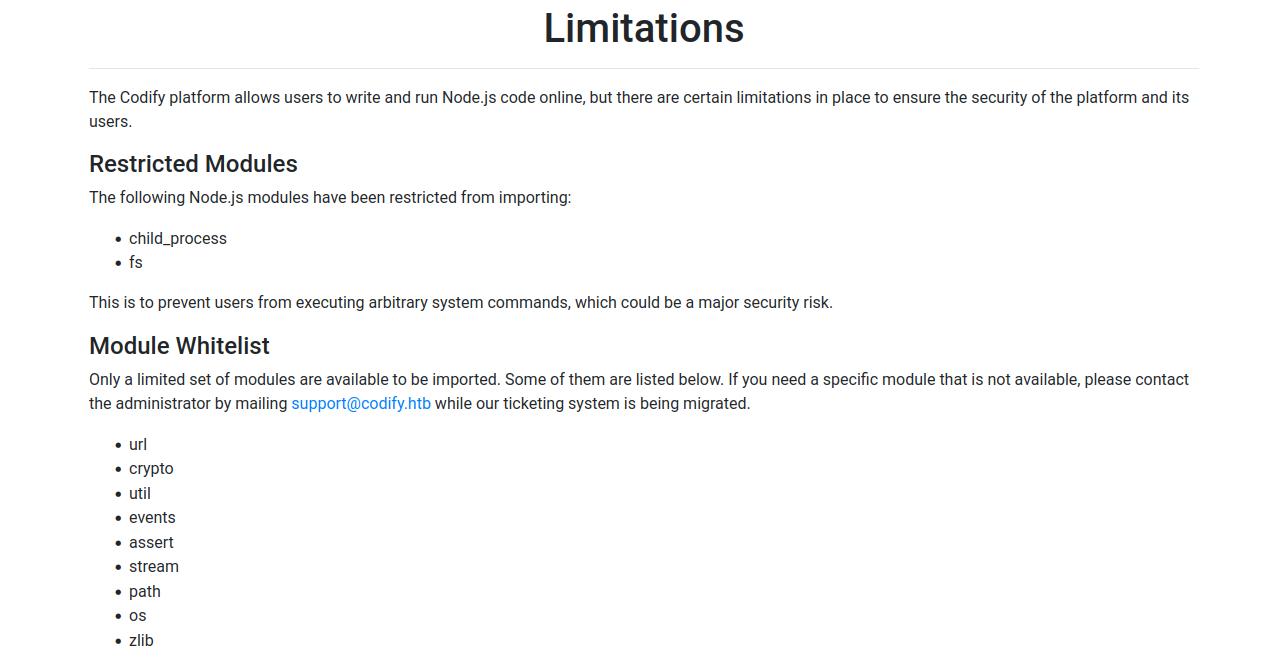 Limitations
The Codify platform allows users to write and run Node.js code online, but there are certain limitations in place to ensure the security of the platform and its
users.
Restricted Modules
The following Node.js modules have been restricted from importing:
• child_process
• fs
This is to prevent users from executing arbitrary system commands, which could be a major security risk.
Module Whitelist
Only a limited set of modules are available to be imported. Some of them are listed below. If you need a specific module that is not available, please contact
the administrator by mailing support@codify.htb while our ticketing system is being migrated.
• url
• crypto
• util
• events
• assert
• stream
• path
• os
• zlib